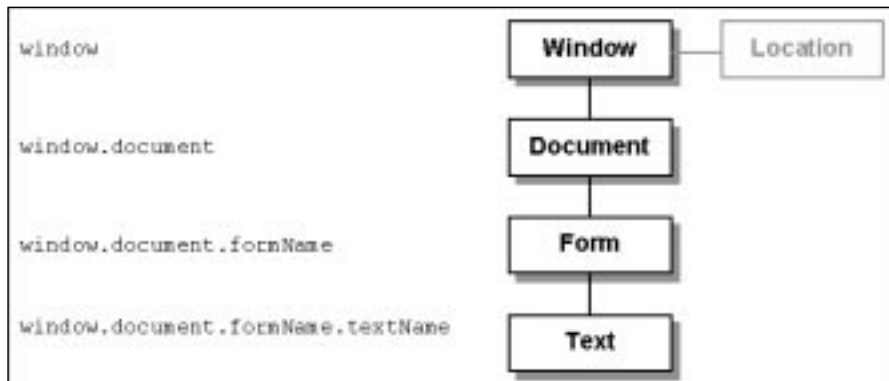 window
Window
Location
window.document
Document
window.document.formName
Form
window.document.formName.textName
Text